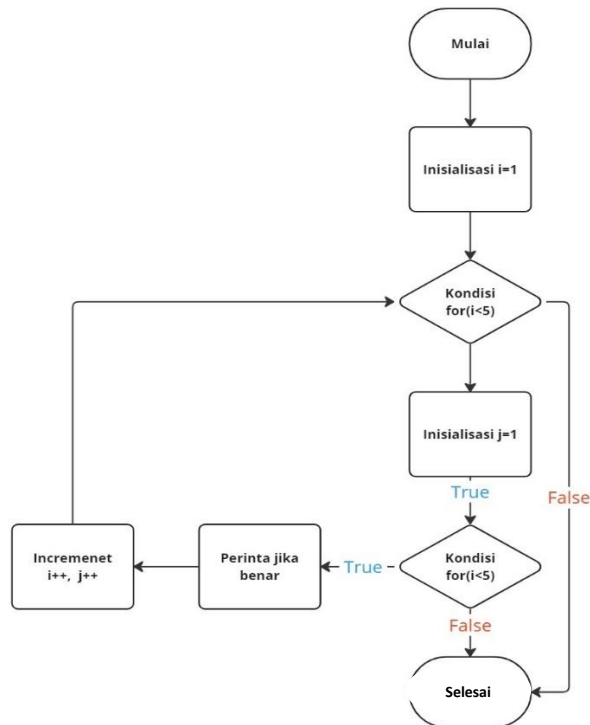 Mulai
Inisialisasi i=1
Kondisi
for(i<5)
Inisialisasi j=1
True
False
Incremenet
i++, j++
Perinta jika
benar
True
Kondisi
for(i<5)
False
Selesai